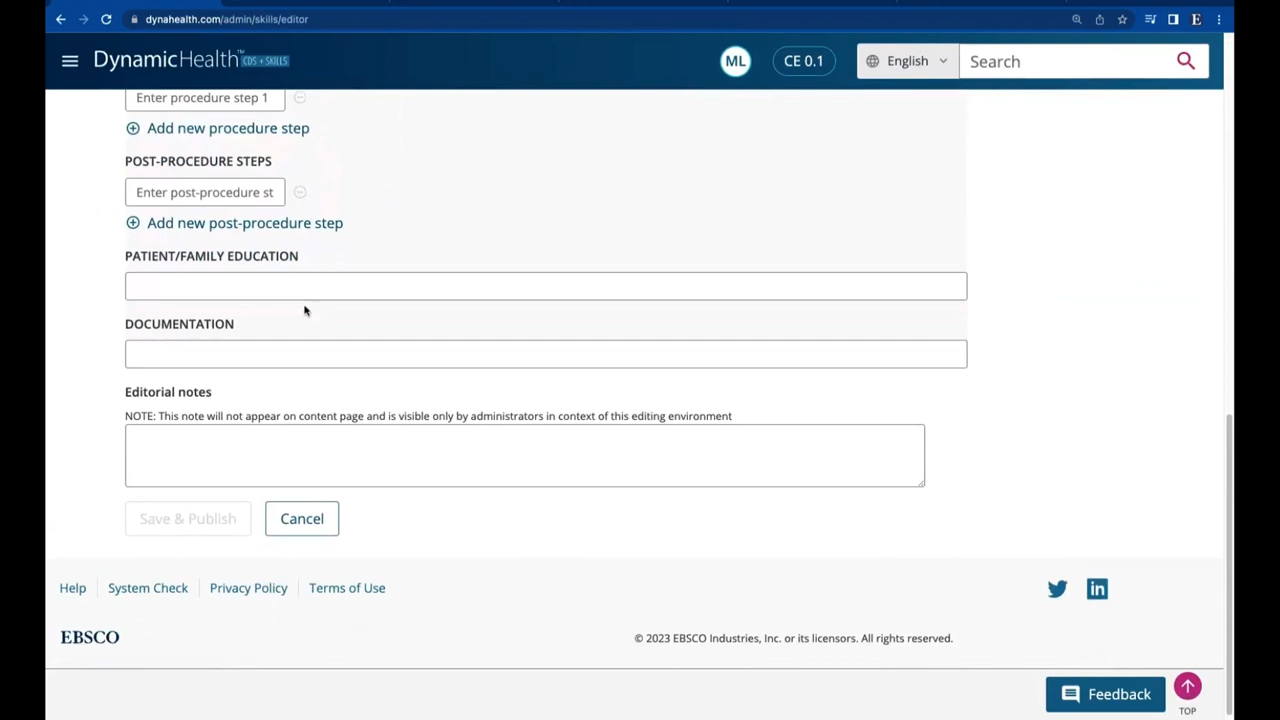 dynahealth.com/admin/skills/editor
E
DynamicHealth™ CDS + SKILLS
ML
CE 0.1
English
Search
Enter procedure step 1
Add new procedure step
POST-PROCEDURE STEPS
Enter post-procedure st
Add new post-procedure step
PATIENT/FAMILY EDUCATION
DOCUMENTATION
Editorial notes
NOTE: This note will not appear on content page and is visible only by administrators in context of this editing environment
Save & Publish
Cancel
Help
System Check
Privacy Policy
Terms of Use
in
EBSCO
© 2023 EBSCO Industries, Inc. or its licensors. All rights reserved.
Feedback
TOP